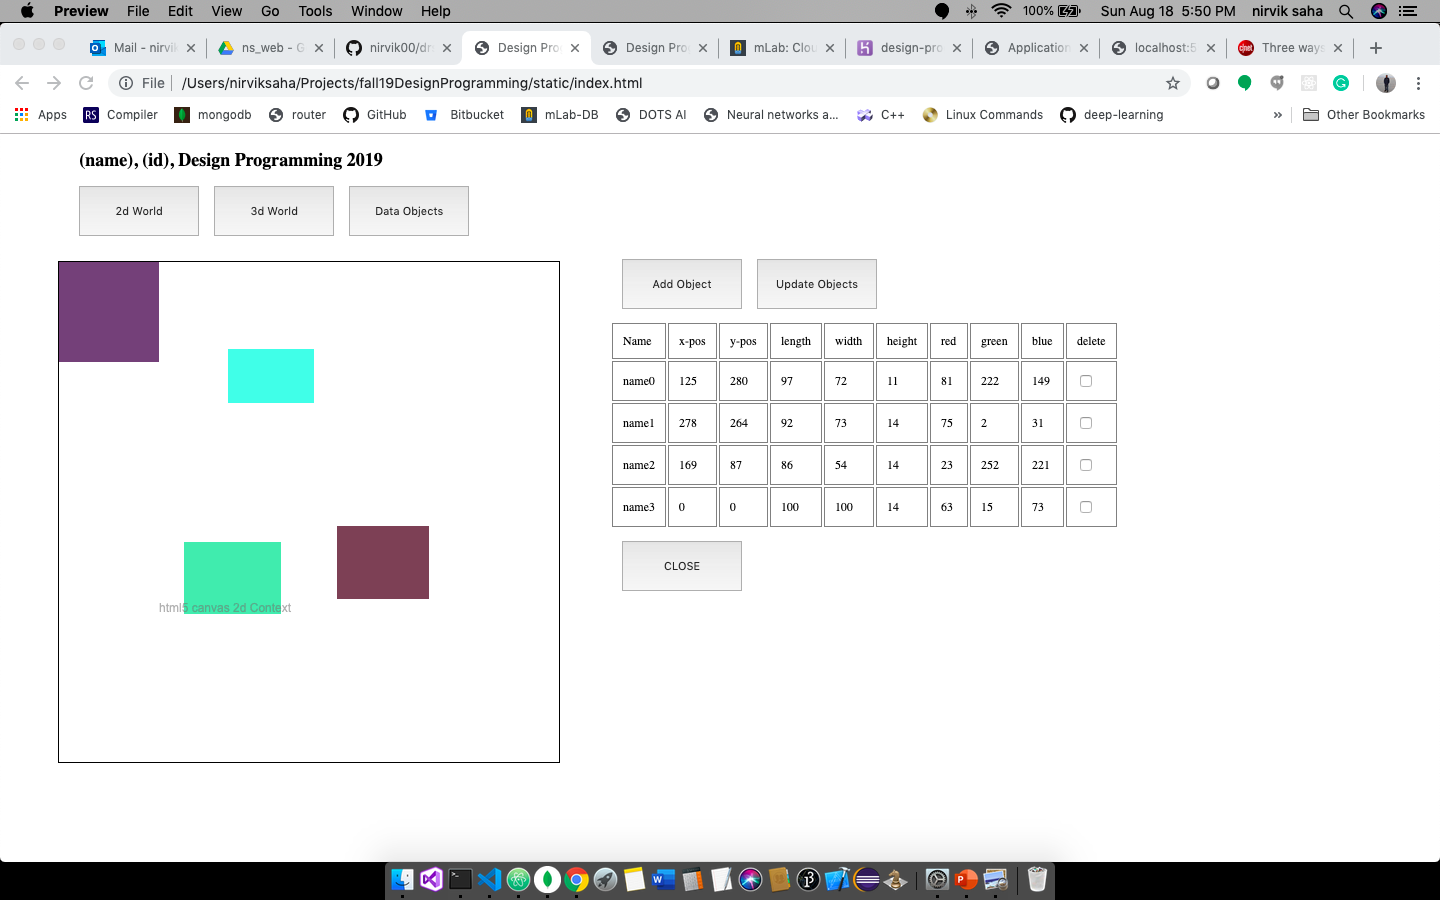 Preview File Edit View Go Tools Window Help 100% Sun Aug 18 5:50 PM nirvik saha
Mail - nirvi ns_web - G nirvik00/dr Design Pro Design Pro mLab: Clou design-pro Application localhost:5 Three ways
File /Users/nirviksaha/Projects/fall19DesignProgramming/static/index.html
Apps RS Compiler mongodb router GitHub Bitbucket mLab-DB DOTS AI Neural networks a... C++ Linux Commands deep-learning » Other Bookmarks
(name), (id), Design Programming 2019
2d World 3d World Data Objects
Add Object Update Objects
Name x-pos y-pos length width height red green blue delete
name0 125 280 97 72 11 81 222 149
name1 278 264 92 73 14 75 2 31
name2 169 87 86 54 14 23 252 221
name3 0 0 100 100 14 63 15 73
CLOSE
html5 canvas 2d Context